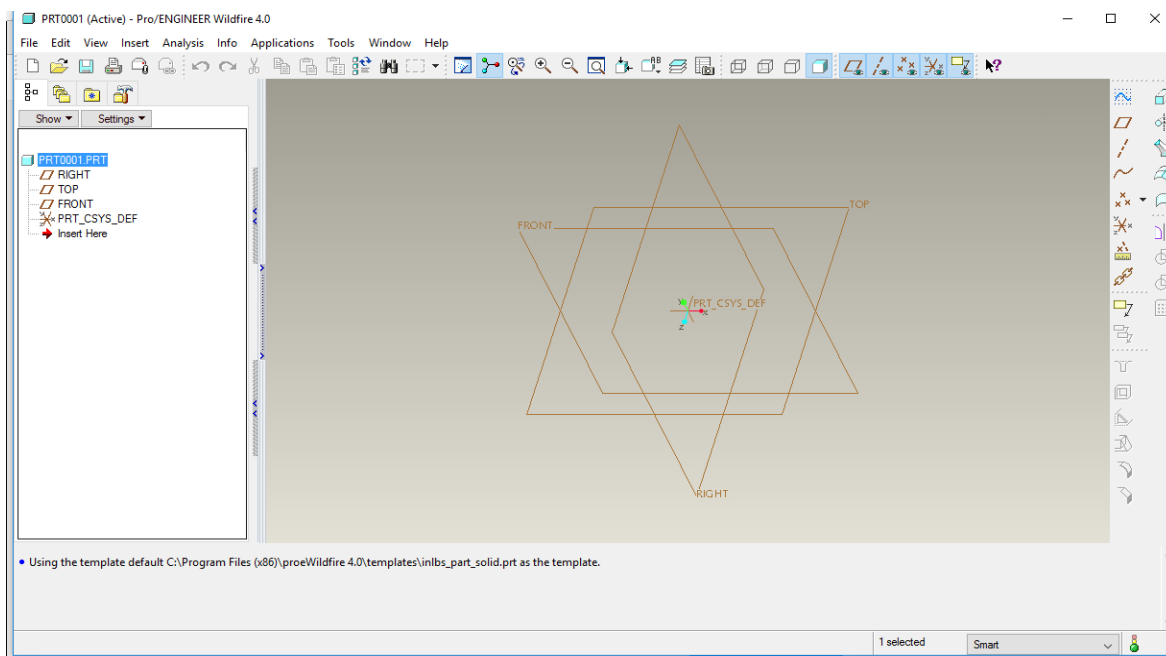 PRT0001 (Active) - Pro/ENGINEER Wildfire 4.0
File Edit View Insert Analysis Info Applications Tools Window Help
Show Settings
PRT0001.PRT
RIGHT
TOP
FRONT
PRT_CSYS_DEF
Insert Here
TOP
FRONT
Y PRT_CSYS_DEF
X
Z
RIGHT
Using the template default C:\Program Files (x86)\proeWildfire 4.0\templates\inlbs_part_solid.prt as the template.
1 selected Smart